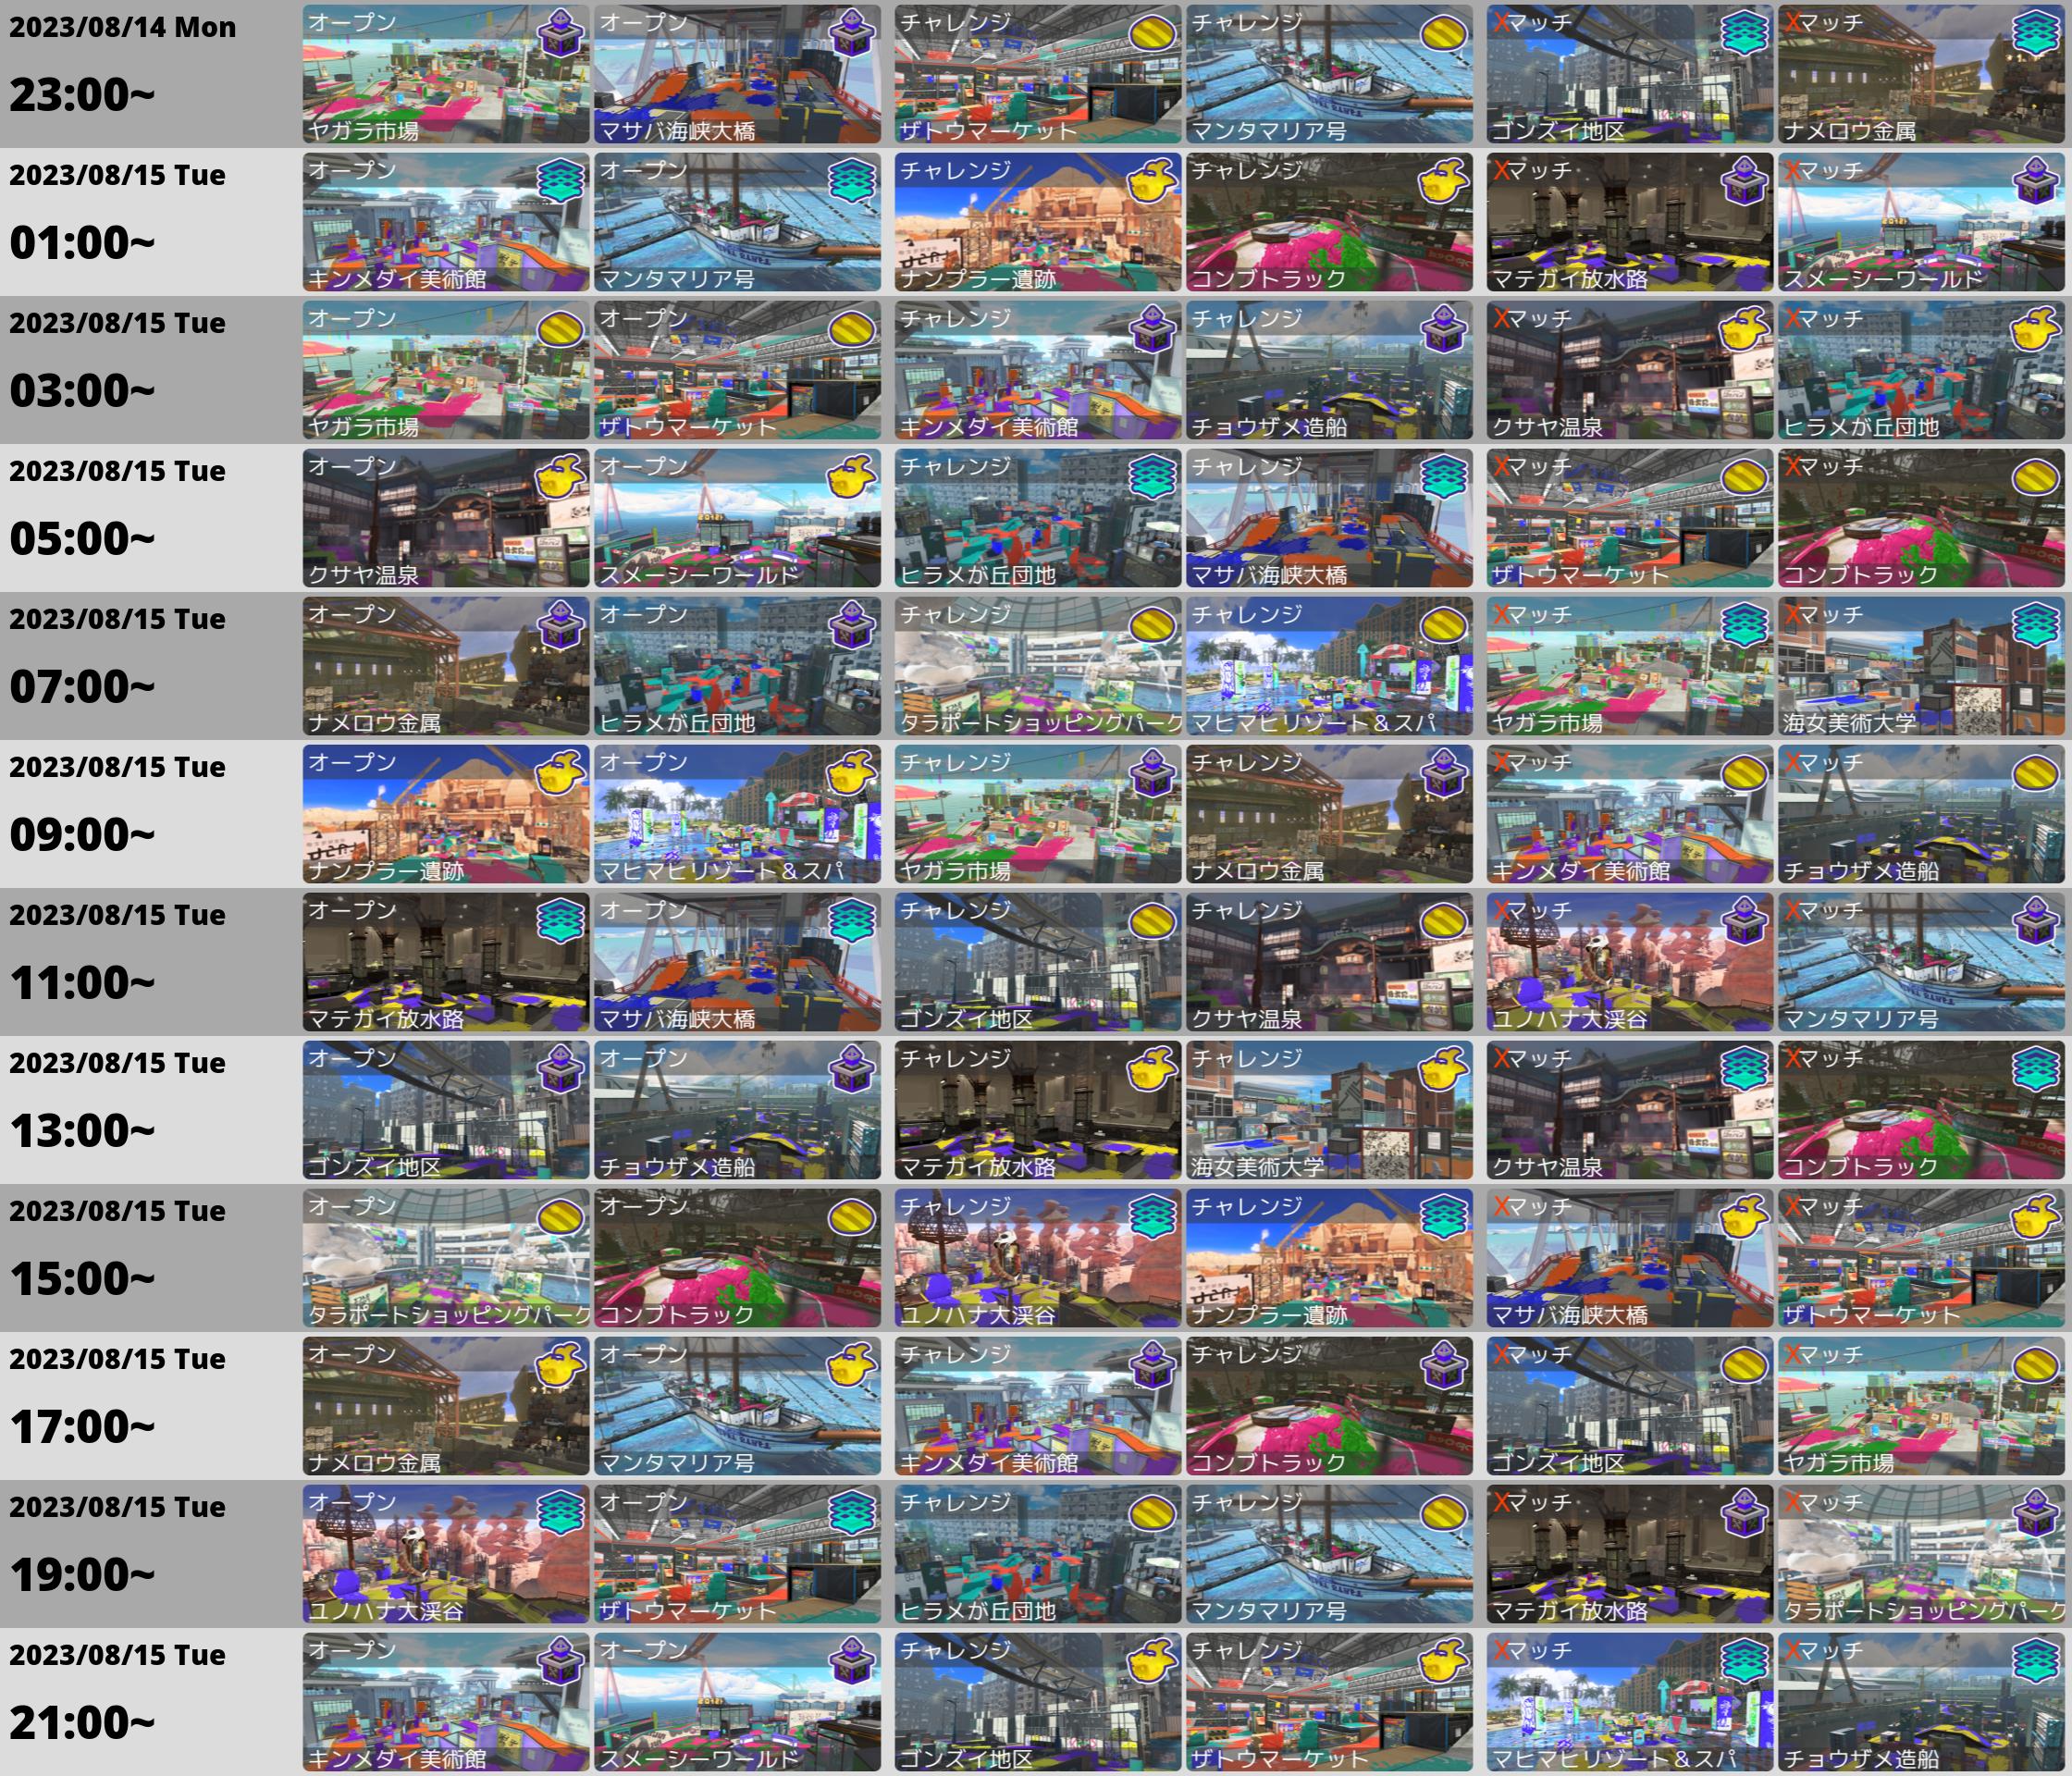 2023/08/14 Mon
23:00~
オープン オープン チャレンジ チャレンジ Xマッチ Xマッチ
ヤガラ市場 マサバ海峡大橋 ザトウマーケット マンタマリア号 ゴンズイ地区 ナメロウ金属
2023/08/15 Tue
01:00~
オープン オープン チャレンジ チャレンジ Xマッチ Xマッチ
キンメダイ美術館 マンタマリア号 ナンプラー遺跡 コンブトラック マテガイ放水路 スメーシーワールド
2023/08/15 Tue
03:00~
オープン オープン チャレンジ チャレンジ Xマッチ Xマッチ
ヤガラ市場 ザトウマーケット キンメダイ美術館 チョウザメ造船 クサヤ温泉 ヒラメが丘団地
2023/08/15 Tue
05:00~
オープン オープン チャレンジ チャレンジ Xマッチ Xマッチ
クサヤ温泉 スメーシーワールド ヒラメが丘団地 マサバ海峡大橋 ザトウマーケット コンブトラック
2023/08/15 Tue
07:00~
オープン オープン チャレンジ チャレンジ Xマッチ Xマッチ
ナメロウ金属 ヒラメが丘団地 タラポートショッピングパーク マヒマヒリゾート＆スパ ヤガラ市場 海女美術大学
2023/08/15 Tue
09:00~
オープン オープン チャレンジ チャレンジ Xマッチ Xマッチ
ナンプラー遺跡 マヒマヒリゾート＆スパ ヤガラ市場 ナメロウ金属 キンメダイ美術館 チョウザメ造船
2023/08/15 Tue
11:00~
オープン オープン チャレンジ チャレンジ Xマッチ Xマッチ
マテガイ放水路 マサバ海峡大橋 ゴンズイ地区 クサヤ温泉 ユノハナ大渓谷 マンタマリア号
2023/08/15 Tue
13:00~
オープン オープン チャレンジ チャレンジ Xマッチ Xマッチ
ゴンズイ地区 チョウザメ造船 マテガイ放水路 海女美術大学 クサヤ温泉 コンブトラック
2023/08/15 Tue
15:00~
オープン オープン チャレンジ チャレンジ Xマッチ Xマッチ
タラポートショッピングパーク コンブトラック ユノハナ大渓谷 ナンプラー遺跡 マサバ海峡大橋 ザトウマーケット
2023/08/15 Tue
17:00~
オープン オープン チャレンジ チャレンジ Xマッチ Xマッチ
ナメロウ金属 マンタマリア号 キンメダイ美術館 コンブトラック ゴンズイ地区 ヤガラ市場
2023/08/15 Tue
19:00~
オープン オープン チャレンジ チャレンジ Xマッチ Xマッチ
ユノハナ大渓谷 ザトウマーケット ヒラメが丘団地 マンタマリア号 マテガイ放水路 タラポートショッピングパーク
2023/08/15 Tue
21:00~
オープン オープン チャレンジ チャレンジ Xマッチ Xマッチ
キンメダイ美術館 スメーシーワールド ゴンズイ地区 ザトウマーケット マヒマヒリゾート＆スパ チョウザメ造船